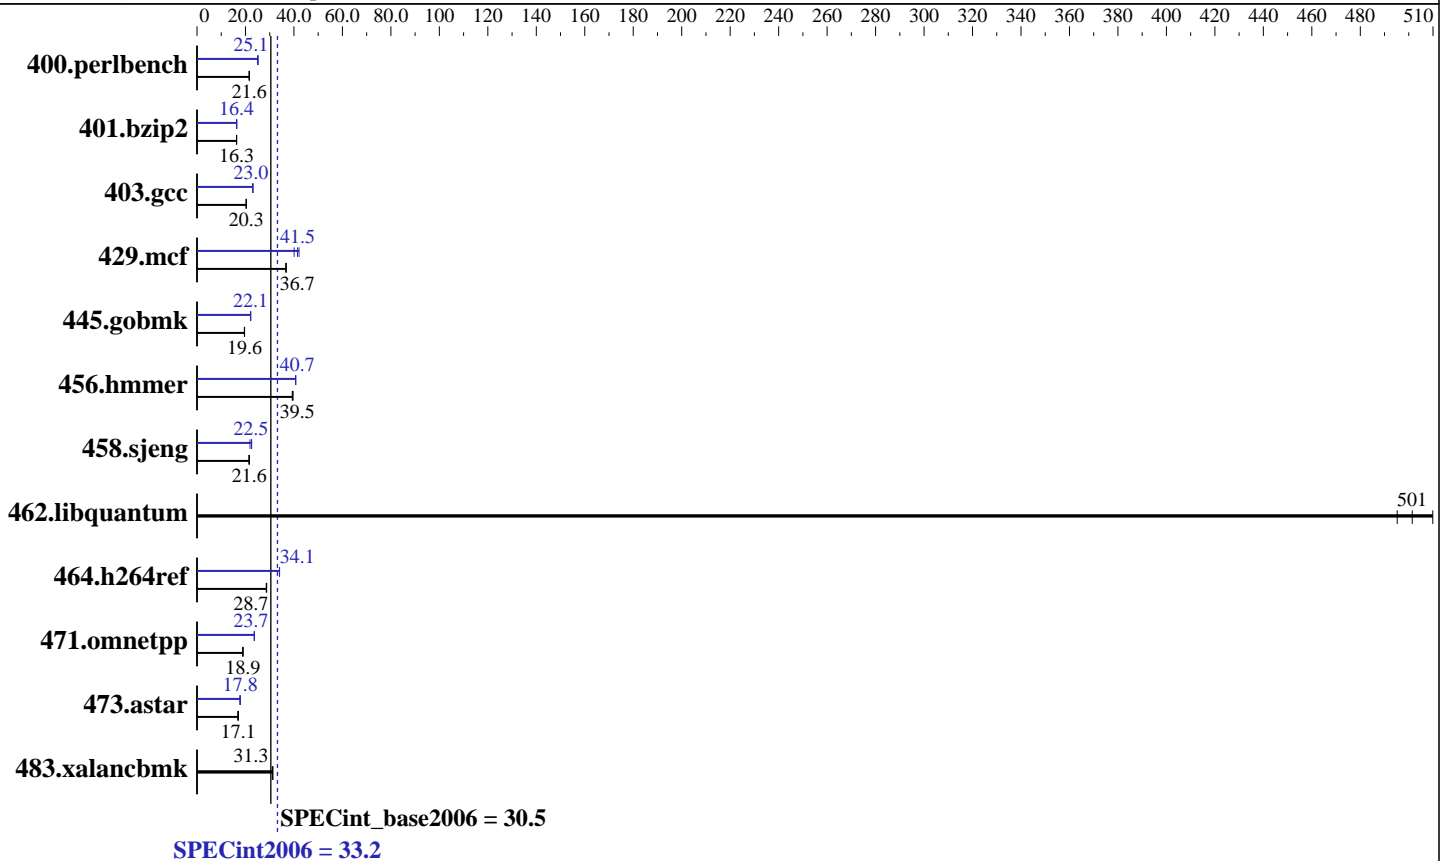 0 20.0 40.0 60.0 80.0 100 120 140 160 180 200 220 240 260 280 300 320 340 360 380 400 420 440 460 480 510
25.1
400.perlbench
21.6
16.4
401.bzip2
16.3
23.0
403.gcc
20.3
41.5
429.mcf
36.7
22.1
445.gobmk
19.6
40.7
456.hmmer
39.5
22.5
458.sjeng
21.6
501
462.libquantum
34.1
464.h264ref
28.7
23.7
471.omnetpp
18.9
17.8
473.astar
17.1
31.3
483.xalancbmk
SPECint_base2006 = 30.5
SPECint2006 = 33.2